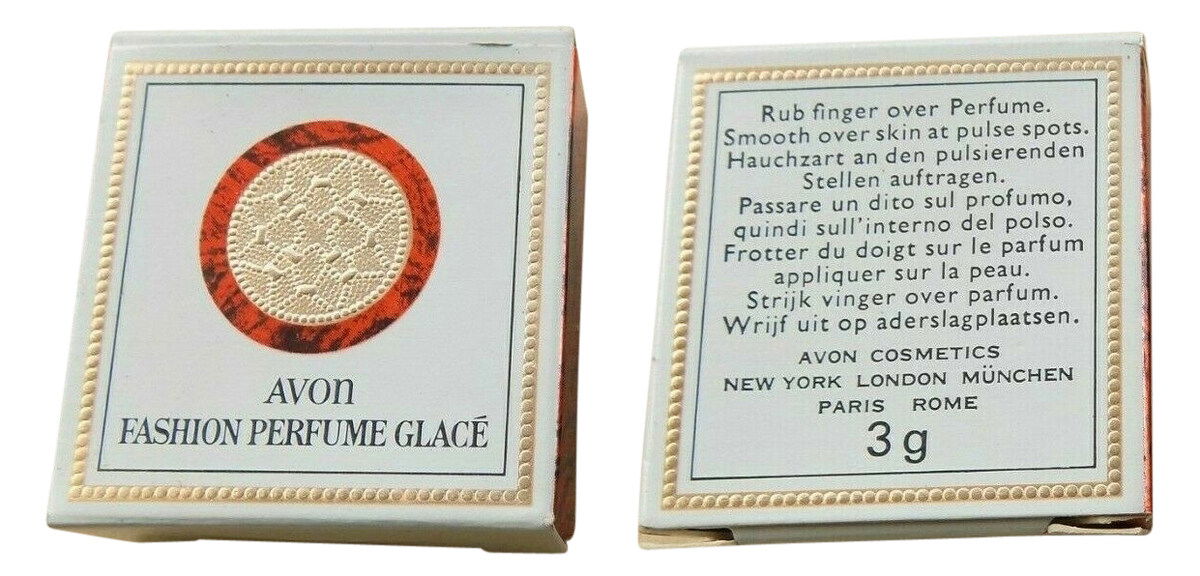 AVON
FASHION PERFUME GLACÉ
Rub finger over Perfume.
Smooth over skin at pulse spots.
Hauchzart an den pulsierenden
Stellen auftragen.
Passare un dito sul profumo,
quindi sull'interno del polso.
Frotter du doigt sur le parfum
appliquer sur la peau.
Strijk vinger over parfum.
Wrijf uit op aderslagplaatsen.
AVON COSMETICS
NEW YORK LONDON MÜNCHEN
PARIS ROME
3 g